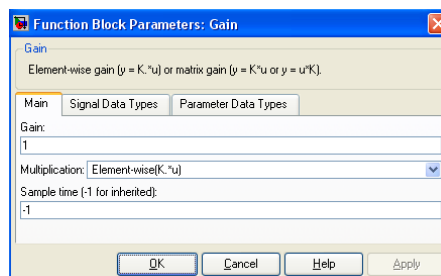 Function Block Parameters: Gain
Gain
Element-wise gain (y = K.*u) or matrix gain (y = K*u or y = u*K).
Main Signal Data Types Parameter Data Types
Gain:
1
Multiplication: Element-wise(K.*u)
Sample time (-1 for inherited):
-1
OK Cancel Help Apply